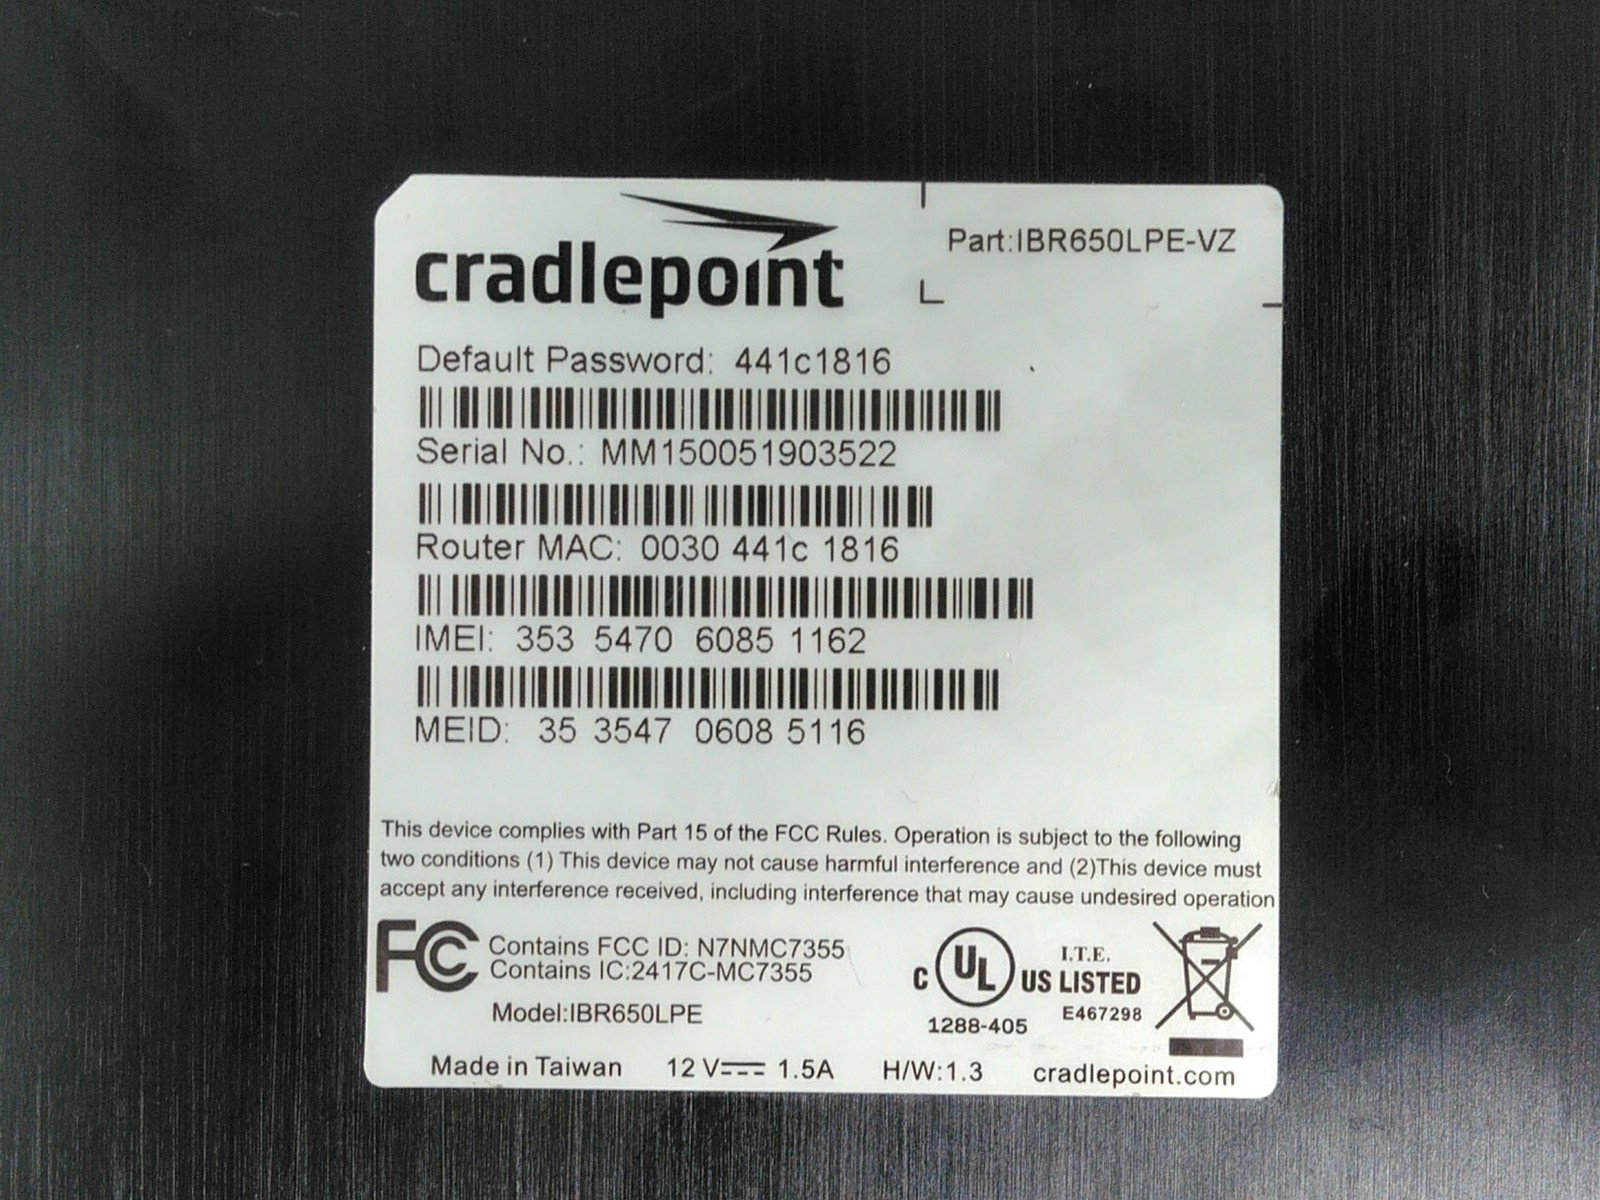 cradlepoint
Part:IBR650LPE-VZ
Default Password: 441c1816
Serial No.: MM150051903522
Router MAC: 0030 441c 1816
IMEI: 353 5470 6085 1162
MEID: 35 3547 0608 5116
This device complies with Part 15 of the FCC Rules. Operation is subject to the following
two conditions (1) This device may not cause harmful interference and (2)This device must
accept any interference received, including interference that may cause undesired operation
FC Contains FCC ID: N7NMC7355
Contains IC:2417C-MC7355
Model:IBR650LPE
C UL US LISTED
I.T.E.
E467298
1288-405
Made in Taiwan 12 V 1.5A H/W:1.3 cradlepoint.com